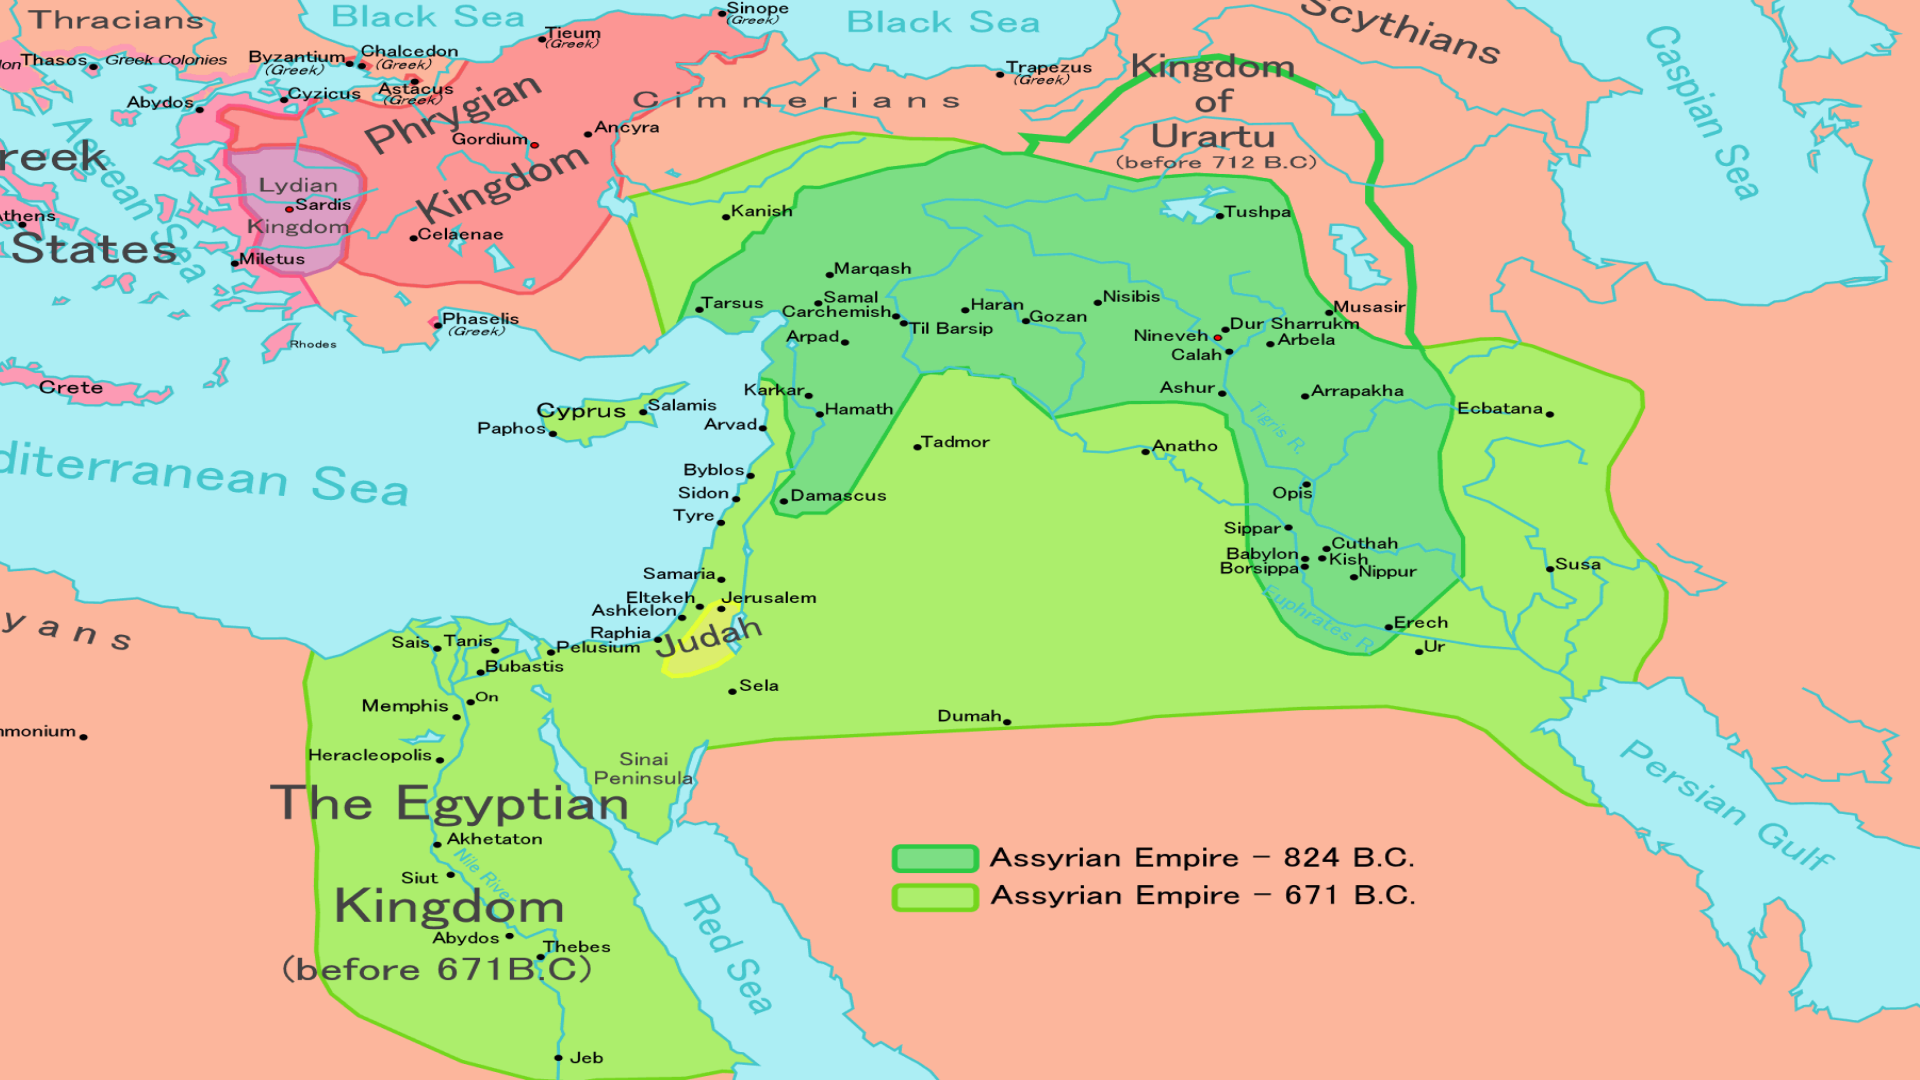 Thracians
Black Sea
Black Sea
Sinope
(Greek)
Tieum
(Greek)
Scythians
Caspian Sea
Thasos
Greek Colonies
Byzantium
(Greek)
Chalcedon
(Greek)
Astacus
(Greek)
Abydos
Cyzicus
Trapezus
(Greek)
Kingdom
of
Urartu
(before 712 B.C)
Cimmerians
Phrygian
Kingdom
Gordium
Ancyra
Aegean Sea
reek
States
Athens
Lydian
Kingdom
Sardis
Celaenae
Miletus
Kanish
Tushpa
Marqash
Samal
Carchemish
Til Barsip
Tarsus
Haran
Gozan
Nisibis
Musasir
Dur Sharrukm
Nineveh
Arbela
Calah
Phaselis
(Greek)
Rhodes
Crete
Arpad
Karkar
Hamath
Ashur
Arrapakha
Ecbatana
Cyprus
Salamis
Paphos
Arvad
Tadmor
Anatho
Tigris R.
diterranean Sea
Byblos
Sidon
Tyre
Damascus
Opis
Sippar
Cuthah
Babylon
Kish
Borsippa
Nippur
Susa
Euphrates R.
Erech
Ur
Samaria
Eltekeh
Jerusalem
Ashkelon
Raphia
Judah
yans
Sais
Tanis
Pelusium
Bubastis
On
Memphis
Sela
Dumah
mmonium
Heracleopolis
Sinai
Peninsula
The Egyptian
Kingdom
(before 671B.C)
Akhetaton
Nile River
Siut
Abydos
Thebes
Jeb
Red Sea
Persian Gulf
Assyrian Empire - 824 B.C.
Assyrian Empire - 671 B.C.